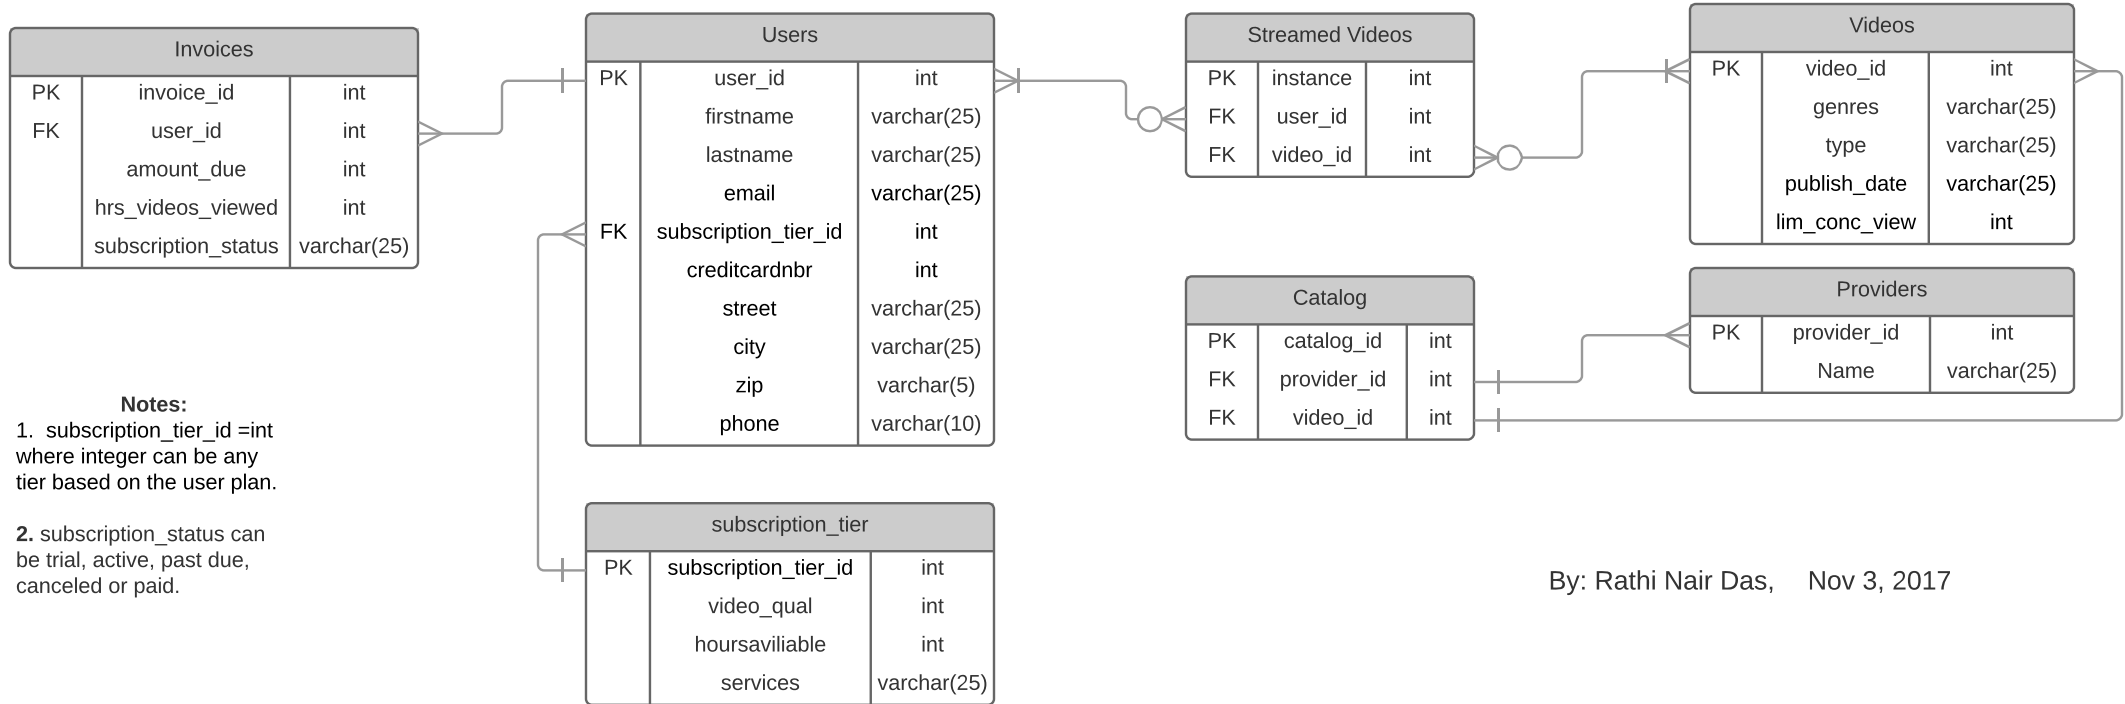 Invoices
PK invoice_id int
FK user_id int
amount_due int
hrs_videos_viewed int
subscription_status varchar(25)
Users
PK user_id int
firstname varchar(25)
lastname varchar(25)
email varchar(25)
FK subscription_tier_id int
creditcardnbr int
street varchar(25)
city varchar(25)
zip varchar(5)
phone varchar(10)
Streamed Videos
PK instance int
FK user_id int
FK video_id int
Videos
PK video_id int
genres varchar(25)
type varchar(25)
publish_date varchar(25)
lim_conc_view int
Catalog
PK catalog_id int
FK provider_id int
FK video_id int
Providers
PK provider_id int
Name varchar(25)
Notes:
1. subscription_tier_id =int
where integer can be any
tier based on the user plan.
2. subscription_status can
be trial, active, past due,
canceled or paid.
subscription_tier
PK subscription_tier_id int
video_qual int
hoursaviliable int
services varchar(25)
By: Rathi Nair Das, Nov 3, 2017